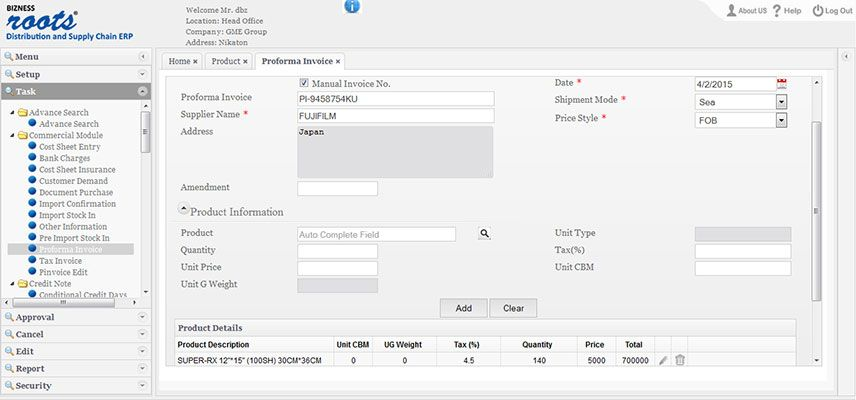 BIZNESS
roots
Distribution and Supply Chain ERP
Welcome Mr. dbz
Location: Head Office
Company: GME Group
Address: Nikaton
About US
Help
Log Out
Menu
Setup
Task
Advance Search
Advance Search
Commercial Module
Cost Sheet Entry
Bank Charges
Cost Sheet Insurance
Customer Demand
Document Purchase
Import Confirmation
Import Stock In
Other Information
Pre Import Stock In
Proforma Invoice
Tax Invoice
Pinvoice Edit
Credit Note
Conditional Credit Days
Approval
Cancel
Edit
Report
Security
Home × Product × Proforma Invoice ×
Manual Invoice No.
Proforma Invoice PI-9458754KU
Supplier Name * FUJIFILM
Address Japan
Amendment
Date * 4/2/2015
Shipment Mode * Sea
Price Style * FOB
Product Information
Product Auto Complete Field Unit Type
Quantity Tax(%)
Unit Price Unit CBM
Unit G Weight
Add Clear
Product Details
Product Description Unit CBM UG Weight Tax (%) Quantity Price Total
SUPER-RX 12"*15" (100SH) 30CM*36CM 0 0 4.5 140 5000 700000